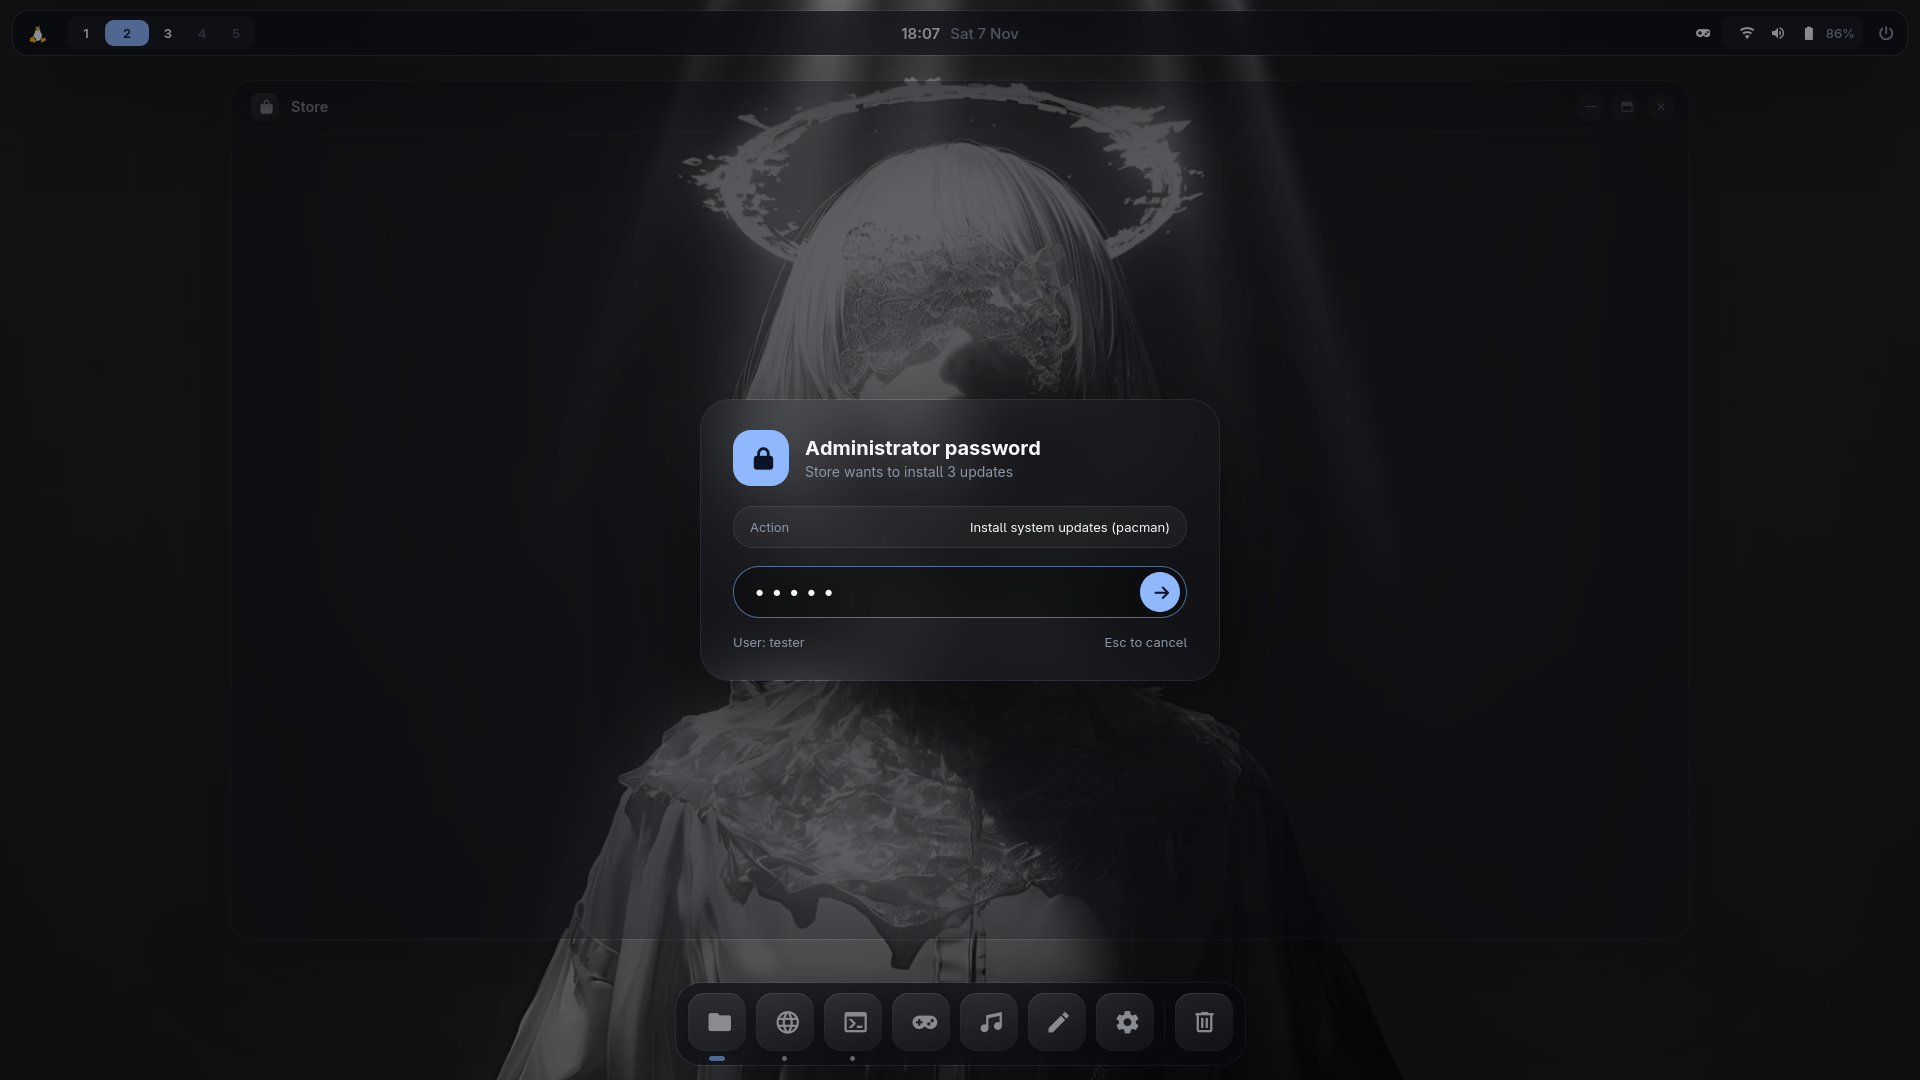 1 2 3 4 5
18:07 Sat 7 Nov
86%
Store
Administrator password
Store wants to install 3 updates
Action Install system updates (pacman)
User: tester Esc to cancel